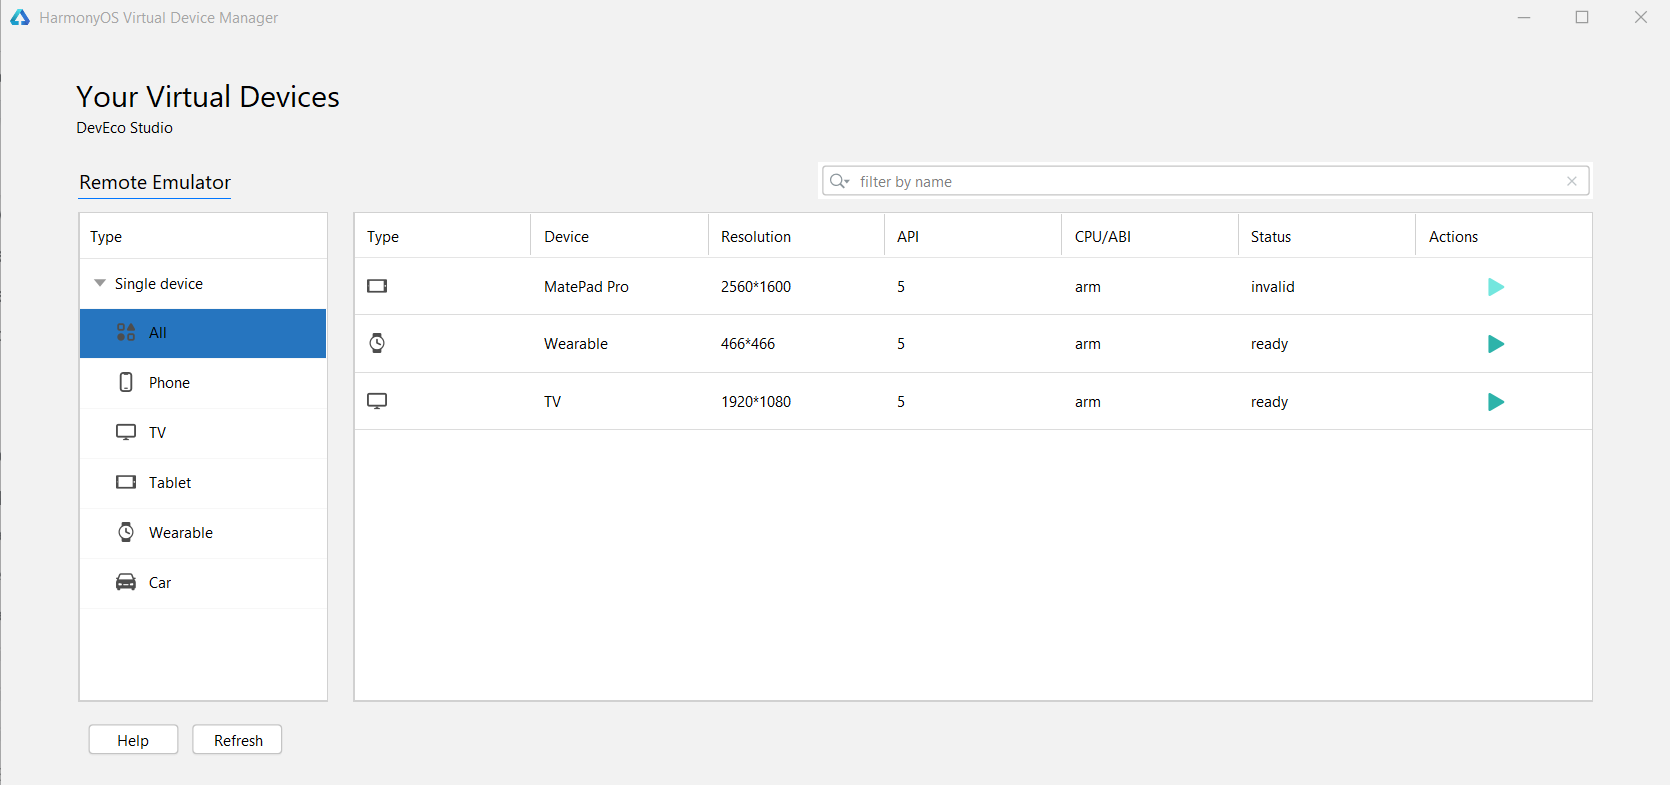 HarmonyOS Virtual Device Manager
Your Virtual Devices
DevEco Studio
Remote Emulator
filter by name
Type
Single device
All
Phone
TV
Tablet
Wearable
Car
Type Device Resolution API CPU/ABI Status Actions
MatePad Pro 2560*1600 5 arm invalid
Wearable 466*466 5 arm ready
TV 1920*1080 5 arm ready
Help Refresh